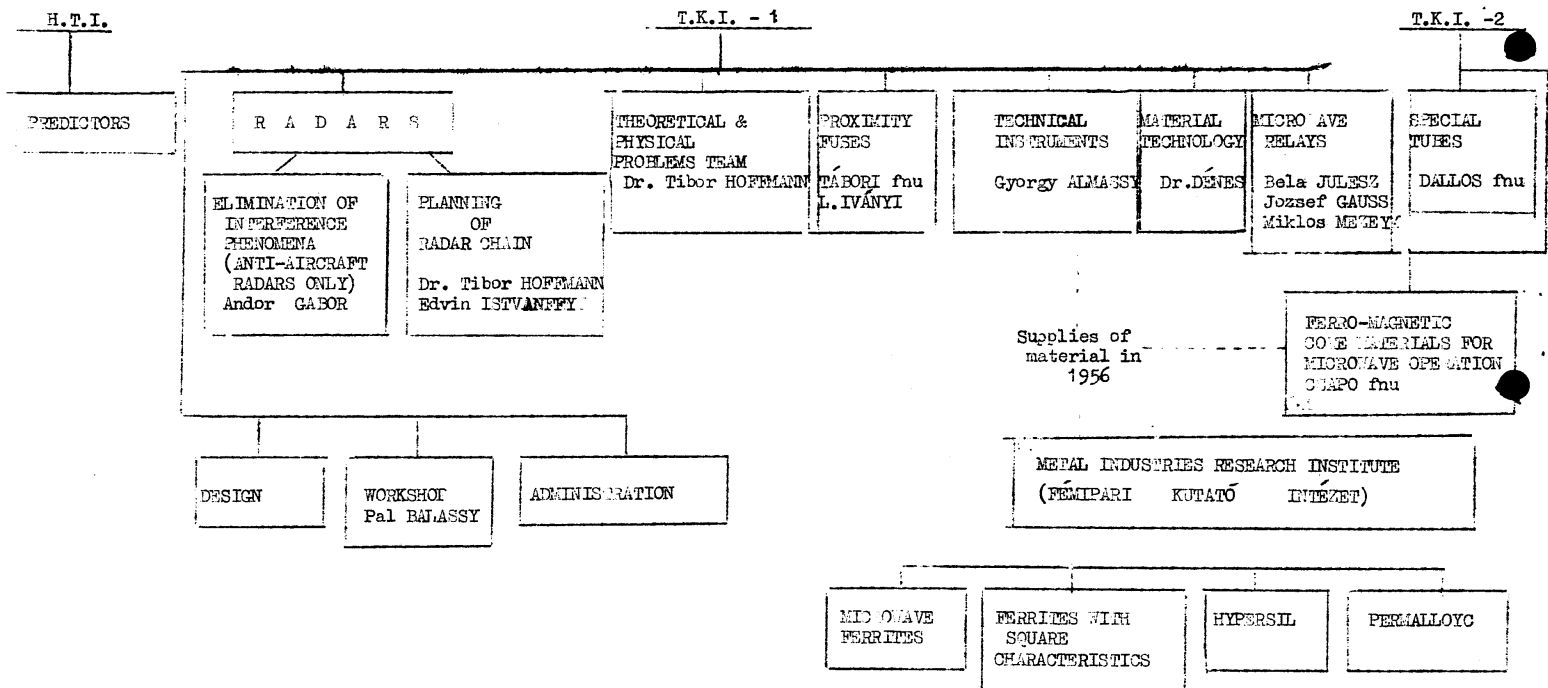 H.T.I.
T.K.I. - 1
T.K.I. -2
PREDICTORS
R A D A R S
THEORETICAL &
PHYSICAL
PROBLEMS TEAM
Dr. Tibor HOFFMANN
PROXIMITY
FUSES
TÁBORI fnu
L.IVÁNYI
TECHNICAL
INSTRUMENTS
Gyorgy ALMASSY
MATERIAL
TECHNOLOGY
Dr.DÉNES
MICROWAVE
RELAYS
Bela JULESZ
Jozsef GAUSS
Miklos
SPECIAL
TUBES
DALLOS fnu
ELIMINATION OF
INTERFERENCE
PHENOMENA
(ANTI-AIRCRAFT
RADARS ONLY)
Andor GABOR
PLANNING
OF
RADAR CHAIN
Dr. Tibor HOFFMANN
Edvin ISTVANFFY
Supplies of
material in
1956
FERRO-MAGNETIC
CORE MATERIALS FOR
MICROWAVE OPERATION
fnu
DESIGN
WORKSHOP
Pal BALASSY
ADMINISTRATION
METAL INDUSTRIES RESEARCH INSTITUTE
(FÉMIPARI KUTATÓ INTÉZET)
MICROWAVE
FERRITES
FERRITES WITH
SQUARE
CHARACTERISTICS
HYPERSIL
PERMALLOYC